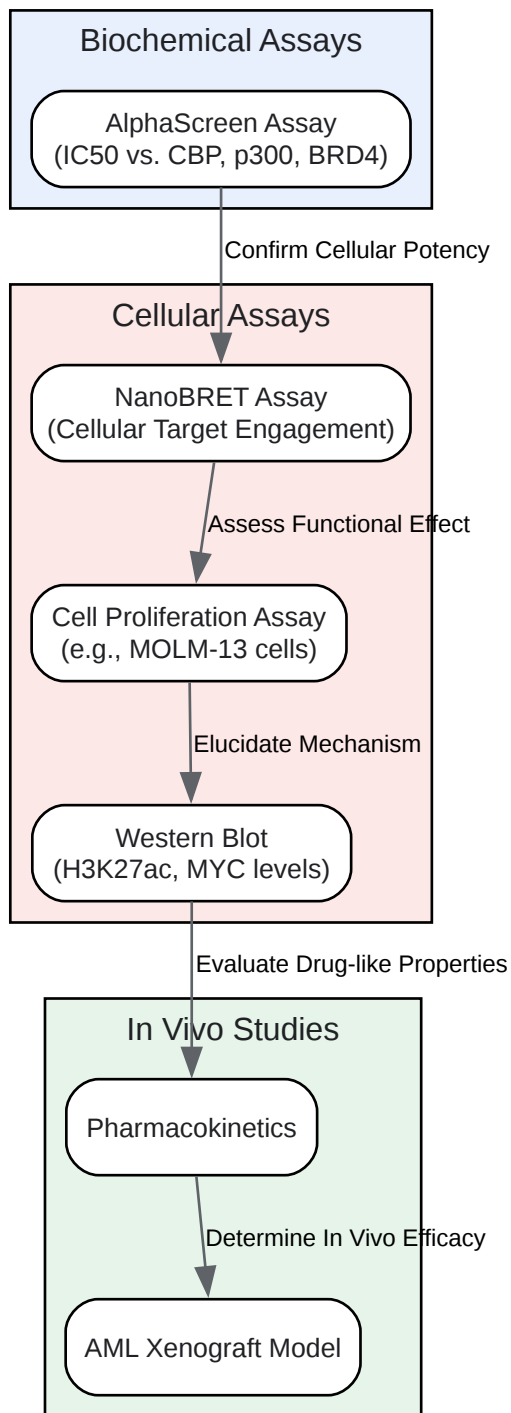 Biochemical Assays
AlphaScreen Assay
(IC50 vs. CBP, p300, BRD4)
Confirm Cellular Potency
Cellular Assays
NanoBRET Assay
(Cellular Target Engagement)
Assess Functional Effect
Cell Proliferation Assay
(e.g., MOLM-13 cells)
Elucidate Mechanism
Western Blot
(H3K27ac, MYC levels)
Evaluate Drug-like Properties
In Vivo Studies
Pharmacokinetics
Determine In Vivo Efficacy
AML Xenograft Model